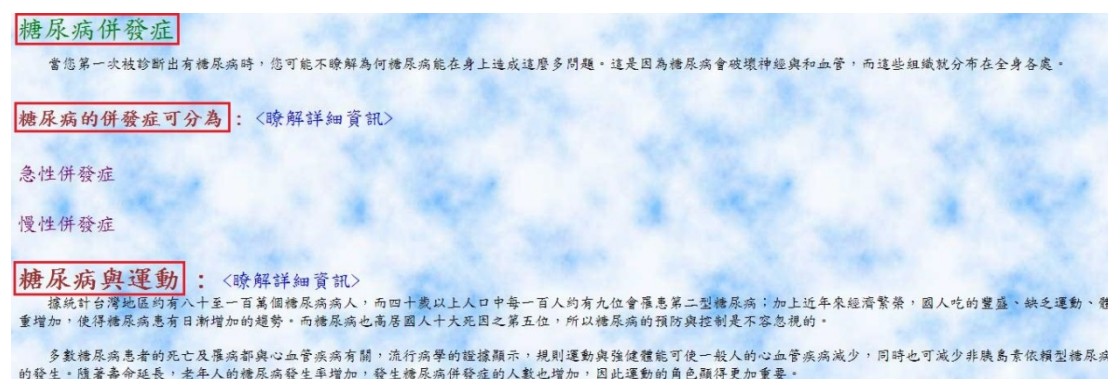 糖尿病併發症
當您第一次被診斷出有糖尿病時，您可能不瞭解為何糖尿病能在身上造成這麼多問題。這是因為糖尿病會破壞神經與和血管，而這些組織就分布在全身各處。
糖尿病的併發症可分為：<瞭解詳細資訊>
急性併發症
慢性併發症
糖尿病與運動：<瞭解詳細資訊>
據統計台灣地區約有八十至一百萬個糖尿病病人，而四十歲以上人口中每一百人約有九位會罹患第二型糖尿病；加上近年來經濟繁榮，國人吃的豐盛、缺乏運動、體
重增加，使得糖尿病患有日漸增加的趨勢。而糖尿病也高居國人十大死因之第五位，所以糖尿病的預防與控制是不容忽視的。
多數糖尿病患者的死亡及罹病都與心血管疾病有關，流行病學的證據顯示，規則運動與強健體能可使一般人的心血管疾病減少，同時也可減少非胰島素依賴型糖尿病
的發生。隨著壽命延長，老年人的糖尿病發生率增加，發生糖尿病併發症的人數也增加，因此運動的角色顯得更加重要。